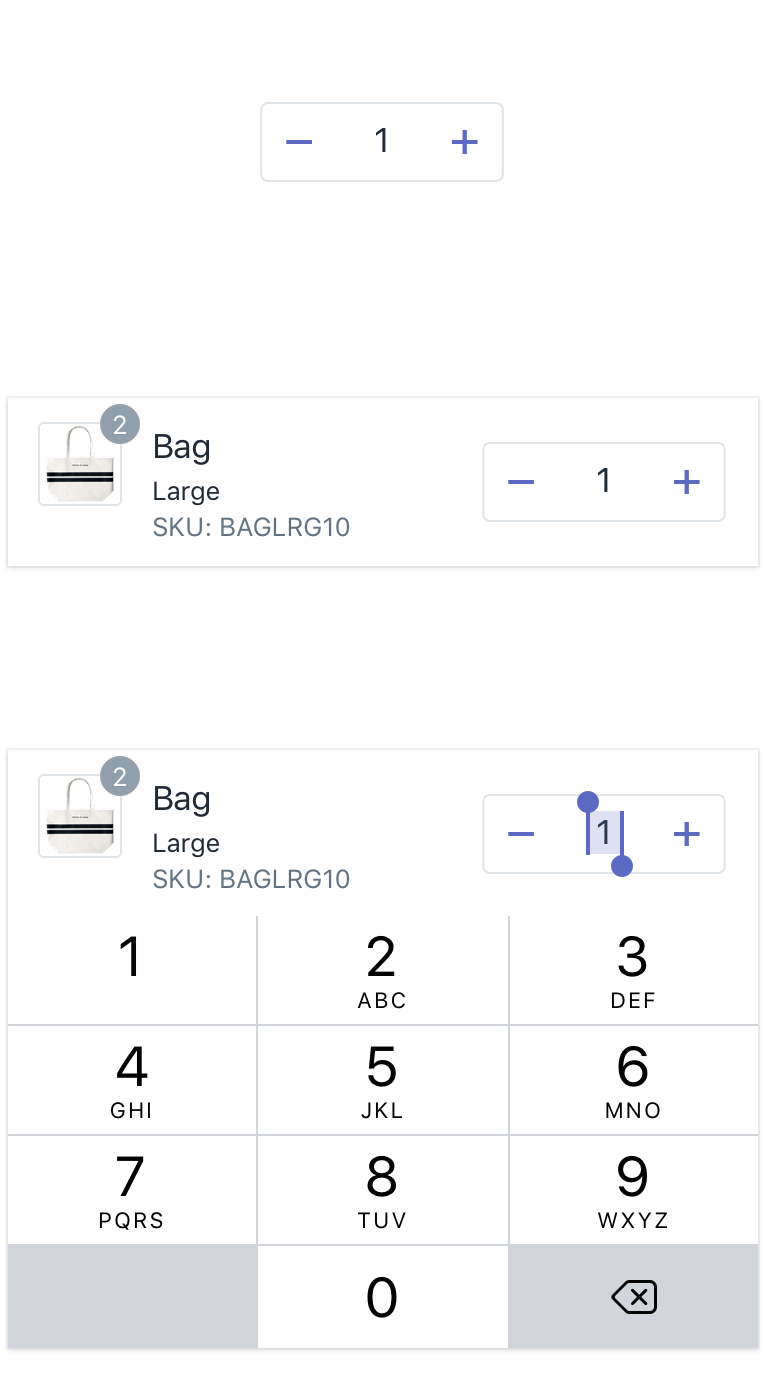 − 1 +
2
Bag
Large
SKU: BAGLRG10
− 1 +
2
Bag
Large
SKU: BAGLRG10
− 1 +
1 2 3
ABC DEF
4 5 6
GHI JKL MNO
7 8 9
PQRS TUV WXYZ
0